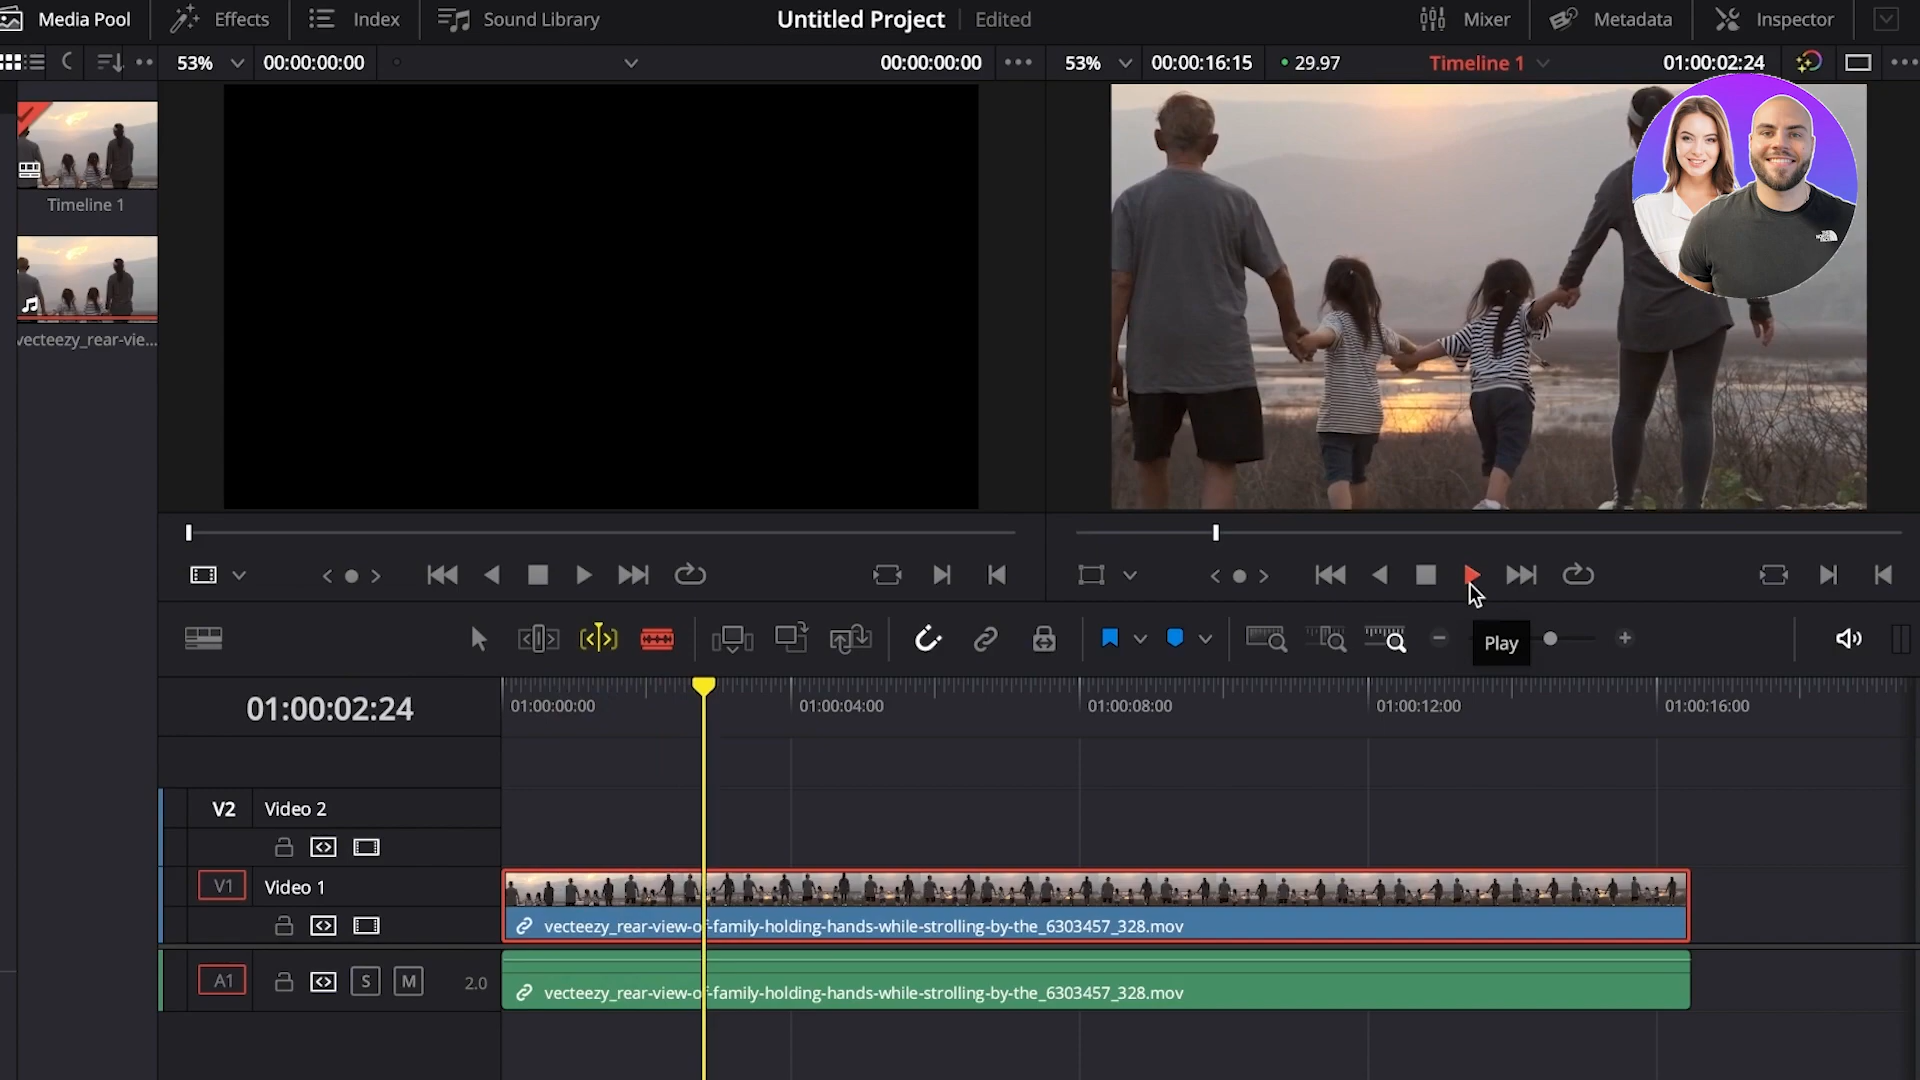 Media Pool Effects Index Sound Library Untitled Project Edited Mixer Metadata Inspector
53% 00:00:00:00 00:00:00:00 53% 00:00:16:15 29.97 Timeline 1 01:00:02:24
Timeline 1
vecteezy_rear-vie...
Play
01:00:02:24 01:00:00:00 01:00:04:00 01:00:08:00 01:00:12:00 01:00:16:00
V2 Video 2
V1 Video 1
vecteezy_rear-view-of-family-holding-hands-while-strolling-by-the_6303457_328.mov
A1 S M 2.0 vecteezy_rear-view-of-family-holding-hands-while-strolling-by-the_6303457_328.mov